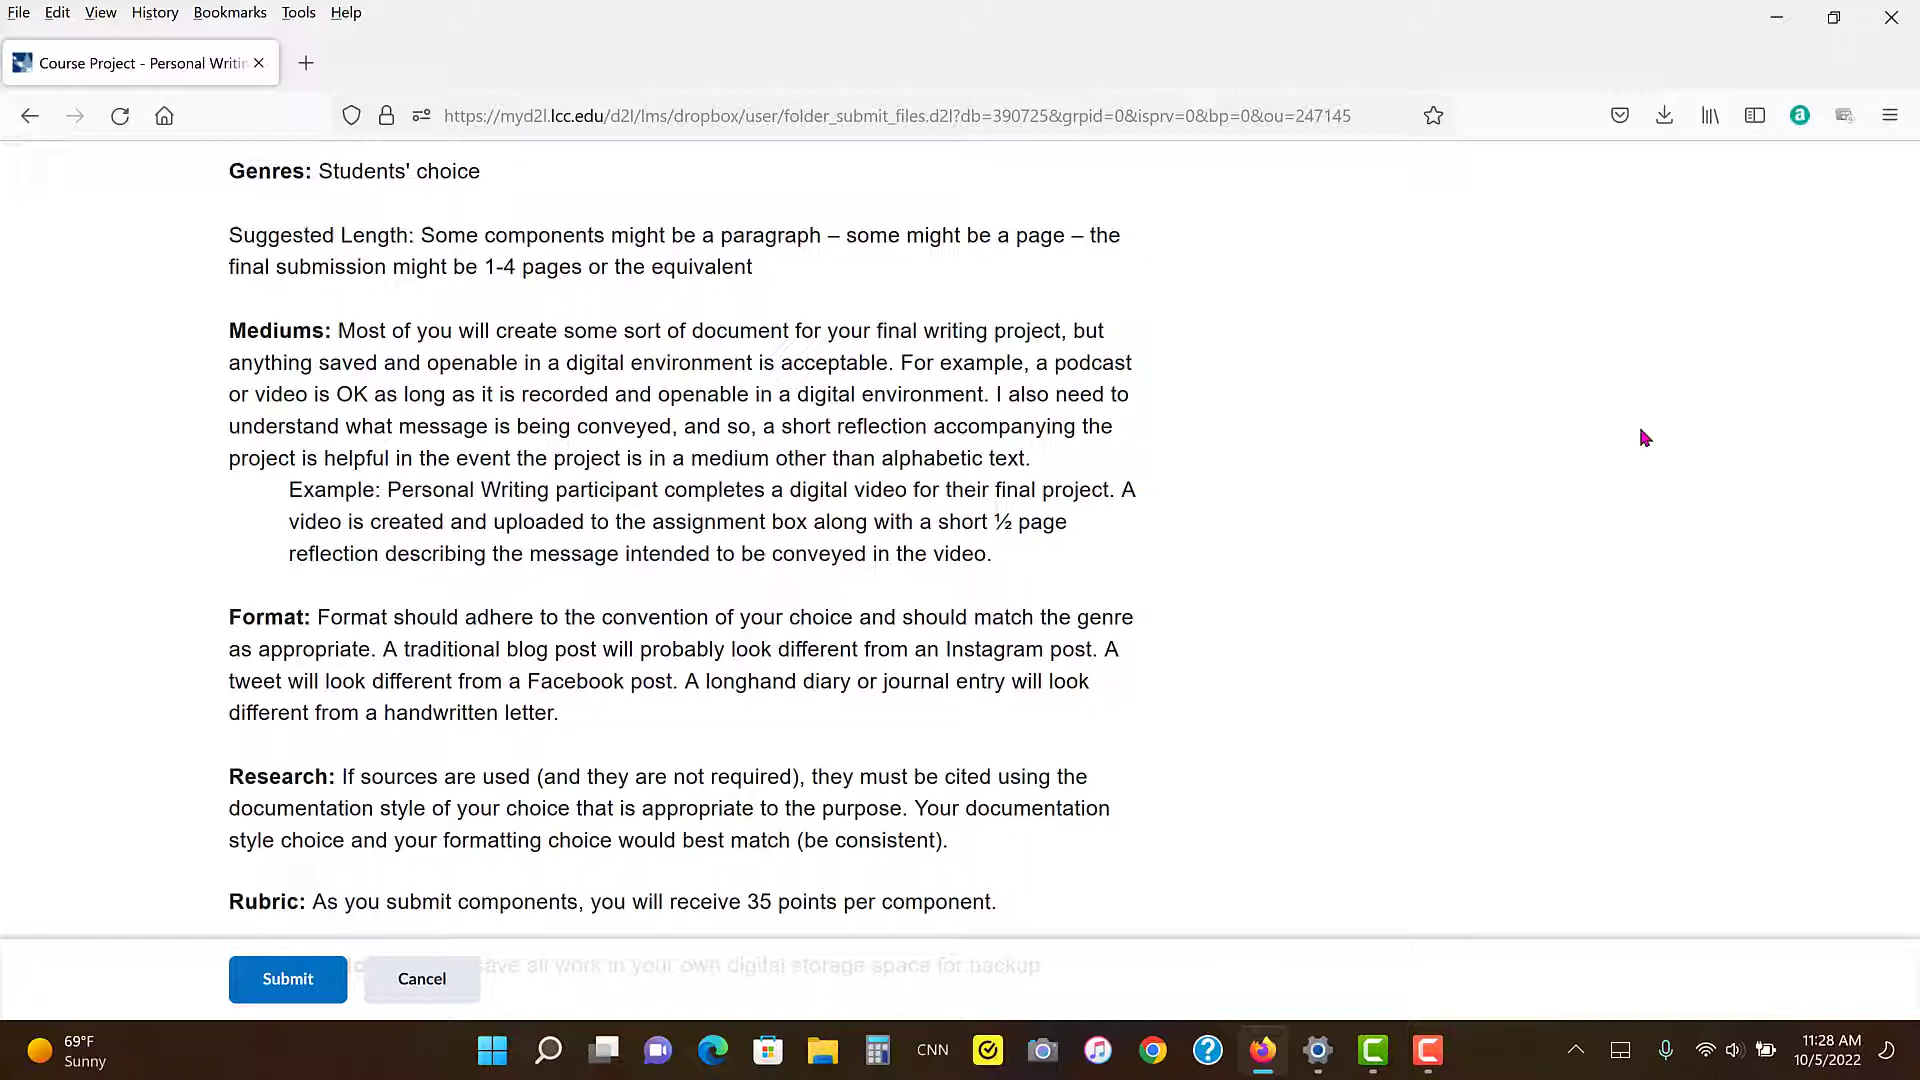 File Edit View History Bookmarks Tools Help
Course Project - Personal Writin
https://myd2l.lcc.edu/d2l/lms/dropbox/user/folder_submit_files.d2l?db=390725&grpid=0&isprv=0&bp=0&ou=247145
Genres: Students' choice
Suggested Length: Some components might be a paragraph – some might be a page – the
final submission might be 1-4 pages or the equivalent
Mediums: Most of you will create some sort of document for your final writing project, but
anything saved and openable in a digital environment is acceptable. For example, a podcast
or video is OK as long as it is recorded and openable in a digital environment. I also need to
understand what message is being conveyed, and so, a short reflection accompanying the
project is helpful in the event the project is in a medium other than alphabetic text.
Example: Personal Writing participant completes a digital video for their final project. A
video is created and uploaded to the assignment box along with a short ½ page
reflection describing the message intended to be conveyed in the video.
Format: Format should adhere to the convention of your choice and should match the genre
as appropriate. A traditional blog post will probably look different from an Instagram post. A
tweet will look different from a Facebook post. A longhand diary or journal entry will look
different from a handwritten letter.
Research: If sources are used (and they are not required), they must be cited using the
documentation style of your choice that is appropriate to the purpose. Your documentation
style choice and your formatting choice would best match (be consistent).
Rubric: As you submit components, you will receive 35 points per component.
save all work in your own digital storage space for backup
Submit Cancel
69°F
Sunny
CNN
11:28 AM
10/5/2022